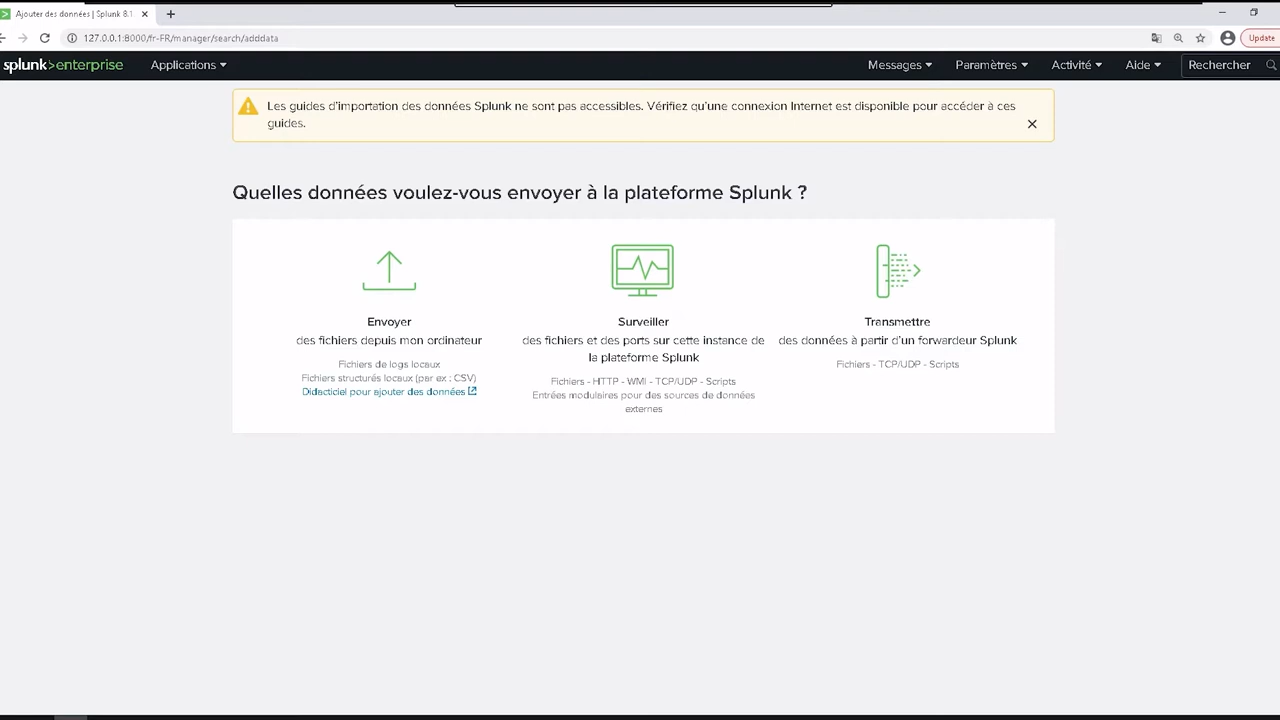 Ajouter des données | Splunk 8.1
127.0.0.1:8000/fr-FR/manager/search/adddata
Update
splunk>enterprise
Applications
Messages
Paramètres
Activité
Aide
Rechercher
Les guides d'importation des données Splunk ne sont pas accessibles. Vérifiez qu'une connexion Internet est disponible pour accéder à ces
guides.
Quelles données voulez-vous envoyer à la plateforme Splunk ?
Envoyer
des fichiers depuis mon ordinateur
Fichiers de logs locaux
Fichiers structurés locaux (par ex : CSV)
Didacticiel pour ajouter des données
Surveiller
des fichiers et des ports sur cette instance de
la plateforme Splunk
Fichiers - HTTP - WMI - TCP/UDP - Scripts
Entrées modulaires pour des sources de données
externes
Transmettre
des données à partir d'un forwardeur Splunk
Fichiers - TCP/UDP - Scripts